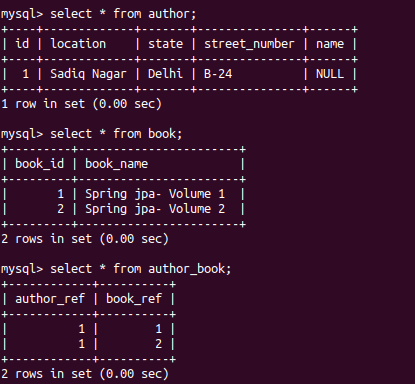 mysql> select * from author;
+----+-------------+-------+---------------+------+
| id | location    | state | street_number | name |
+----+-------------+-------+---------------+------+
|  1 | Sadiq Nagar | Delhi | B-24          | NULL |
+----+-------------+-------+---------------+------+
1 row in set (0.00 sec)

mysql> select * from book;
+---------+-----------------------+
| book_id | book_name             |
+---------+-----------------------+
|       1 | Spring jpa- Volume 1  |
|       2 | Spring jpa- Volume 2  |
+---------+-----------------------+
2 rows in set (0.00 sec)

mysql> select * from author_book;
+------------+----------+
| author_ref | book_ref |
+------------+----------+
|          1 |        1 |
|          1 |        2 |
+------------+----------+
2 rows in set (0.00 sec)